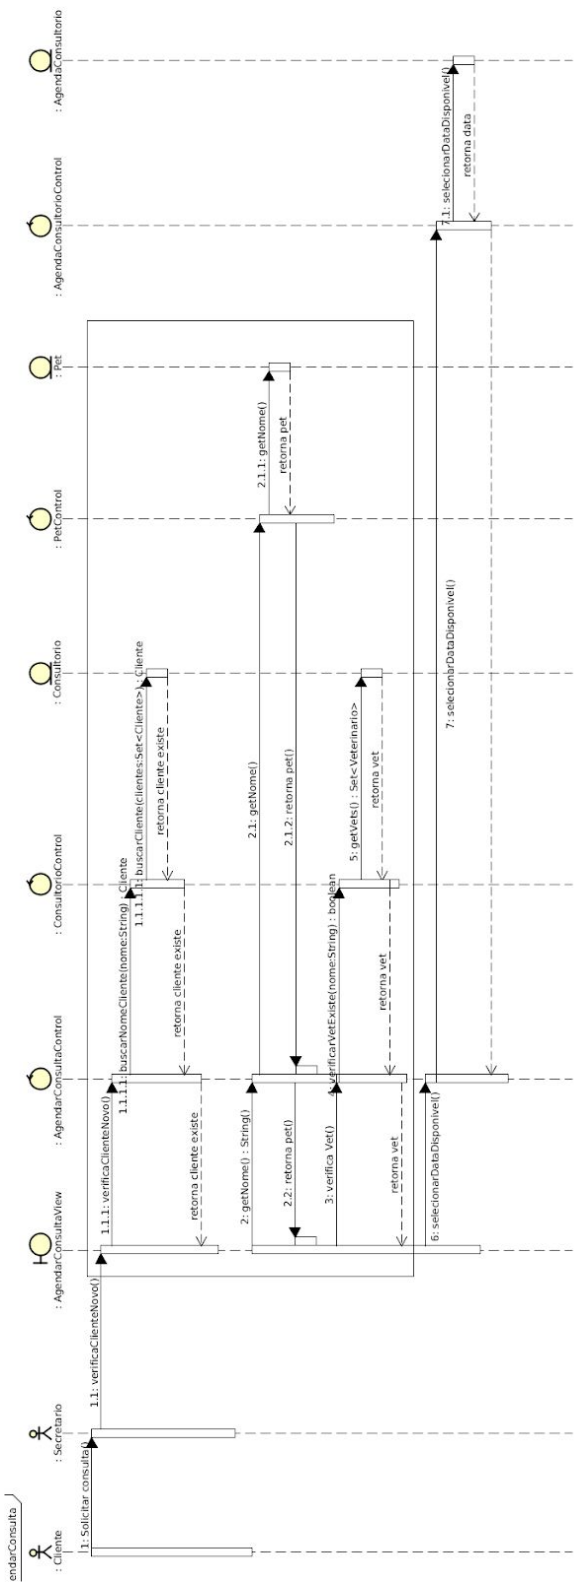 endarConsulta
: Cliente
: Secretario
: AgendarConsultaView
: AgendarConsultaControl
: ConsultorioControl
: Consultorio
: PetControl
: Pet
: AgendaConsultorioControl
: AgendaConsultorio
1: Solicitar consulta()
1.1: verificaClienteNovo()
1.1.1: verificaClienteNovo()
1.1.1.1: buscarNomeCliente(nome:String) : Cliente
1.1.1.1.1: buscarCliente(clientes:Set<Cliente>) : Cliente
retorna cliente existe
retorna cliente existe
retorna cliente existe
2: getNome() : String()
2.1: getNome()
2.1.1: getNome()
retorna pet
2.1.2: retorna pet()
2.2: retorna pet()
3: verifica Vet()
4: verificarVetExiste(nome:String) : boolean
5: getVets() : Set<Veterinario>
retorna vet
retorna vet
retorna vet
6: selecionarDataDisponivel()
7: selecionarDataDisponivel()
7.1: selecionarDataDisponivel()
retorna data